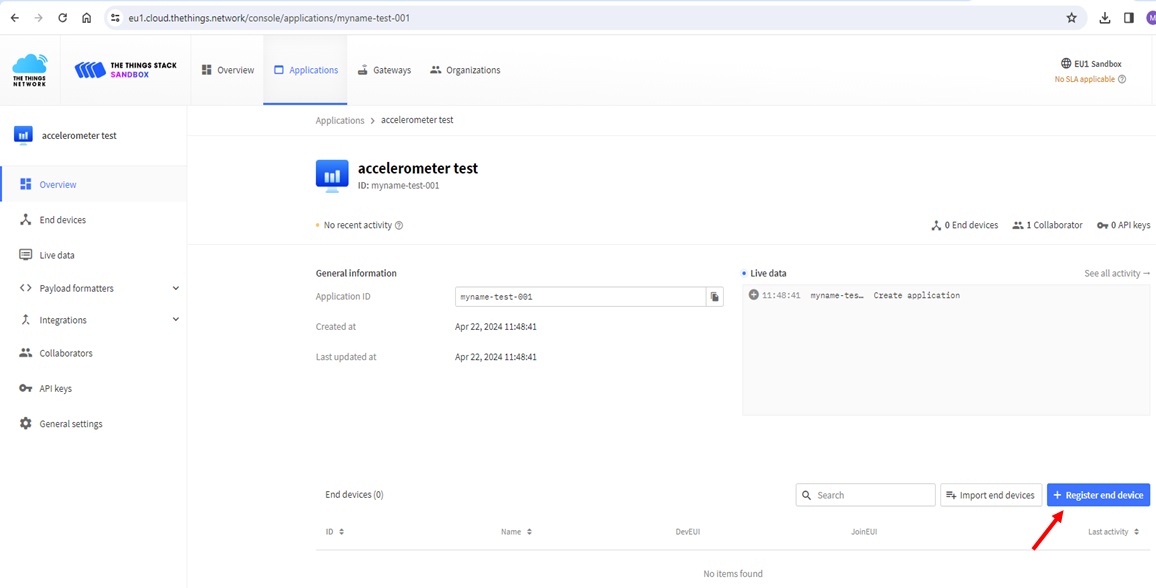 eu1.cloud.thethings.network/console/applications/myname-test-001
M
THE THINGS
NETWORK
THE THINGS STACK
SANDBOX
Overview
Applications
Gateways
Organizations
EU1 Sandbox
No SLA applicable
accelerometer test
Applications > accelerometer test
accelerometer test
ID: myname-test-001
Overview
End devices
Live data
Payload formatters
Integrations
Collaborators
API keys
General settings
No recent activity
0 End devices 1 Collaborator 0 API keys
General information
Application ID myname-test-001
Created at Apr 22, 2024 11:48:41
Last updated at Apr 22, 2024 11:48:41
Live data See all activity →
11:48:41 myname-tes… Create application
End devices (0)
Search
Import end devices
+ Register end device
ID Name DevEUI JoinEUI Last activity
No items found